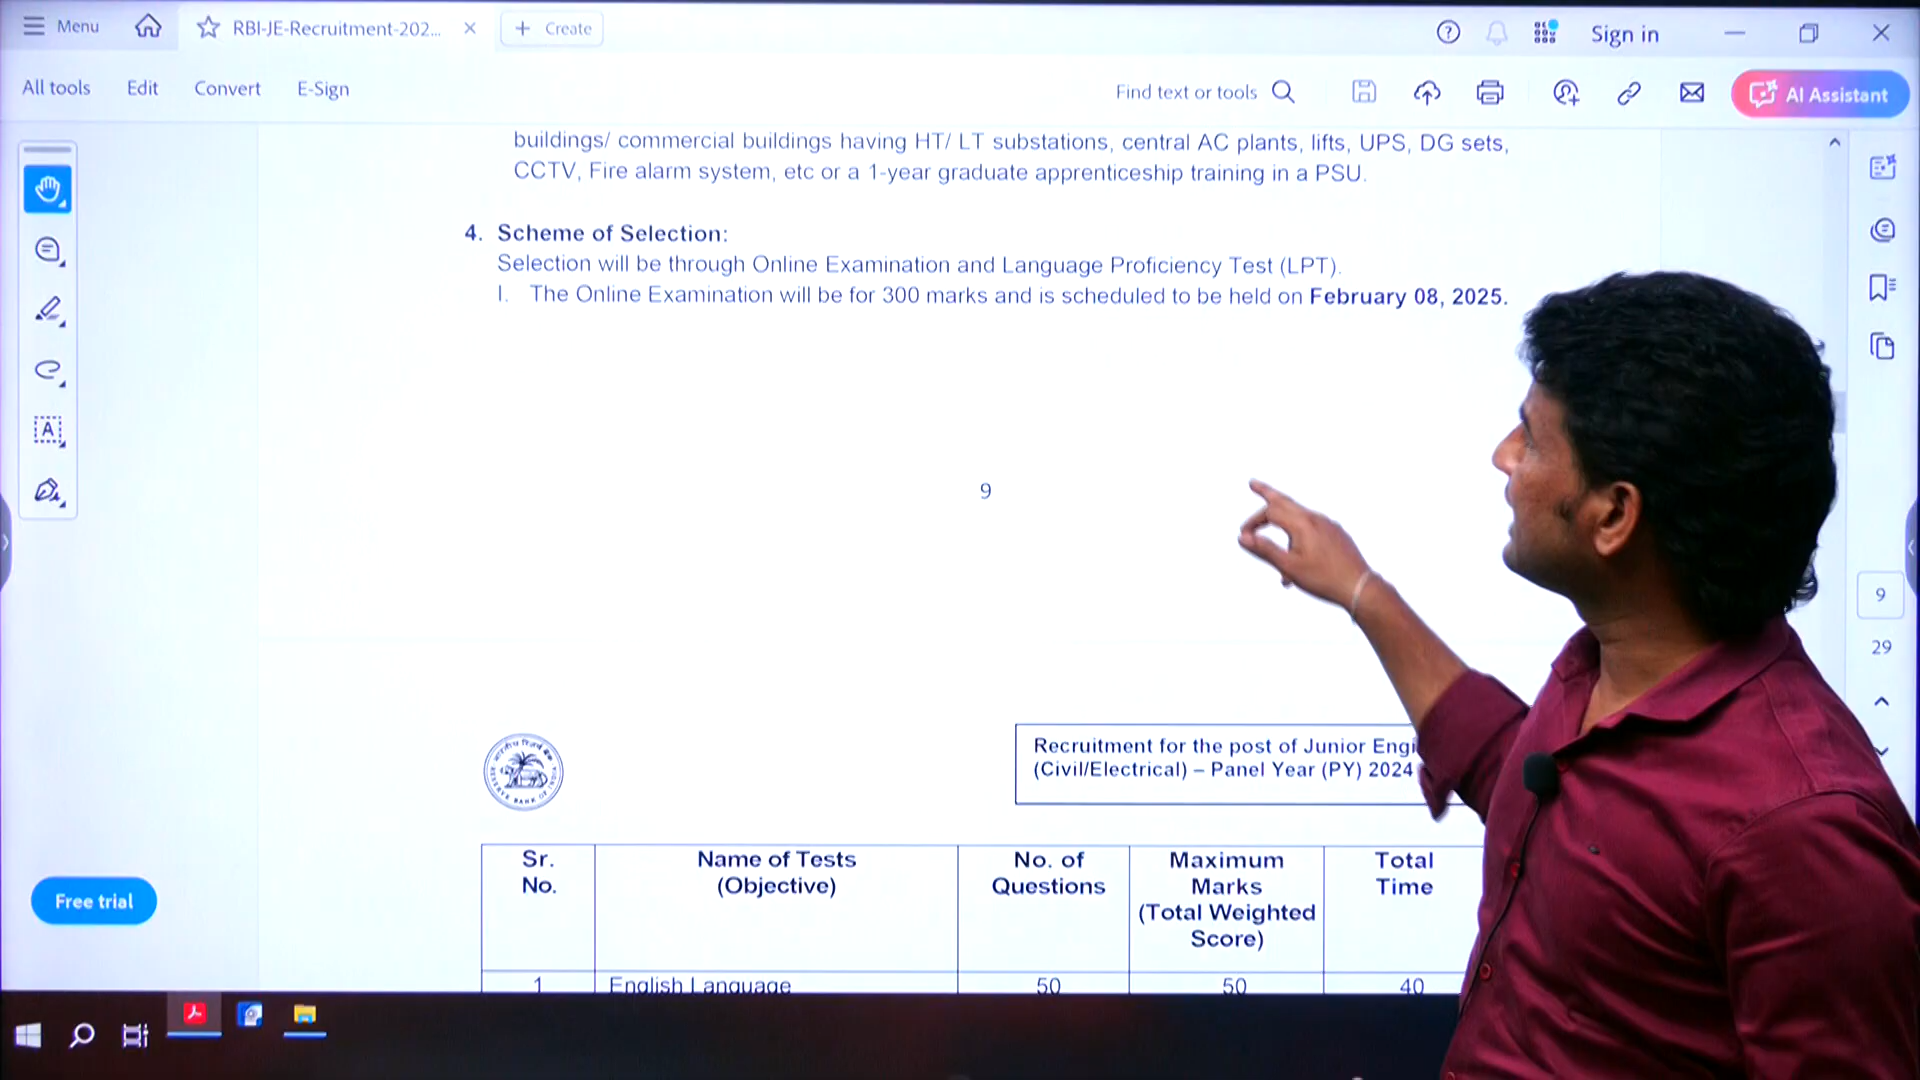 Menu
RBI-JE-Recruitment-202...
Create
Sign in
All tools
Edit
Convert
E-Sign
Find text or tools
AI Assistant
buildings/ commercial buildings having HT/ LT substations, central AC plants, lifts, UPS, DG sets,
CCTV, Fire alarm system, etc or a 1-year graduate apprenticeship training in a PSU.
4. Scheme of Selection:
Selection will be through Online Examination and Language Proficiency Test (LPT).
I. The Online Examination will be for 300 marks and is scheduled to be held on February 08, 2025.
9
9
29
Recruitment for the post of Junior Engi
(Civil/Electrical) – Panel Year (PY) 2024
Sr. No.
Name of Tests (Objective)
No. of Questions
Maximum Marks (Total Weighted Score)
Total Time
1 English Language 50 50 40
Free trial